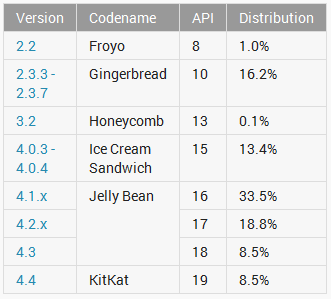 Version Codename API Distribution
2.2 Froyo 8 1.0%
2.3.3 - Gingerbread 10 16.2%
2.3.7
3.2 Honeycomb 13 0.1%
4.0.3 - Ice Cream 15 13.4%
4.0.4 Sandwich
4.1.x Jelly Bean 16 33.5%
4.2.x 17 18.8%
4.3 18 8.5%
4.4 KitKat 19 8.5%